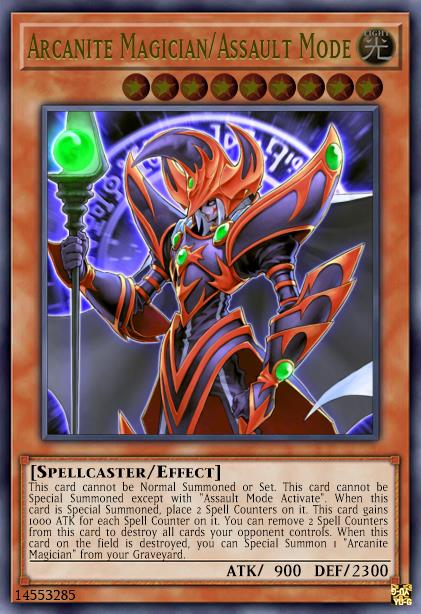 Arcanite Magician/Assault Mode
LIGHT
光
[Spellcaster/Effect]
This card cannot be Normal Summoned or Set. This card cannot be
Special Summoned except with "Assault Mode Activate". When this
card is Special Summoned, place 2 Spell Counters on it. This card gains
1000 ATK for each Spell Counter on it. You can remove 2 Spell Counters
from this card to destroy all cards your opponent controls. When this
card on the field is destroyed, you can Special Summon 1 "Arcanite
Magician" from your Graveyard.
ATK/ 900 DEF/2300
14553285